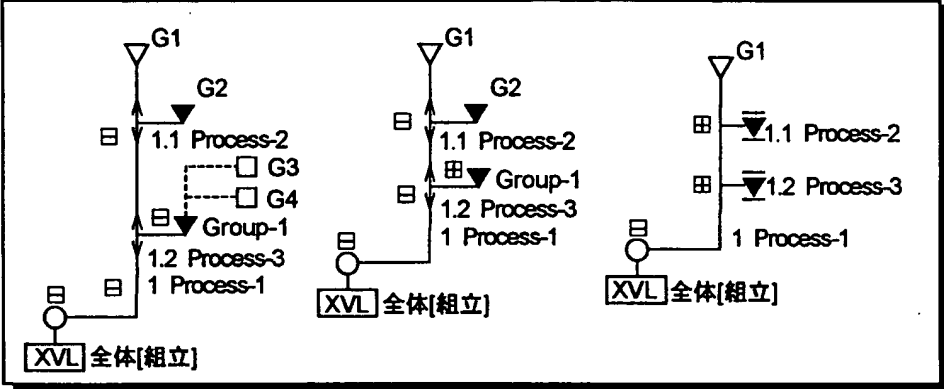 G1
G2
1.1 Process-2
G3
G4
Group-1
1.2 Process-3
1 Process-1
XVL 全体[組立]
G1
G2
1.1 Process-2
Group-1
1.2 Process-3
1 Process-1
XVL 全体[組立]
G1
1.1 Process-2
1.2 Process-3
1 Process-1
XVL 全体[組立]